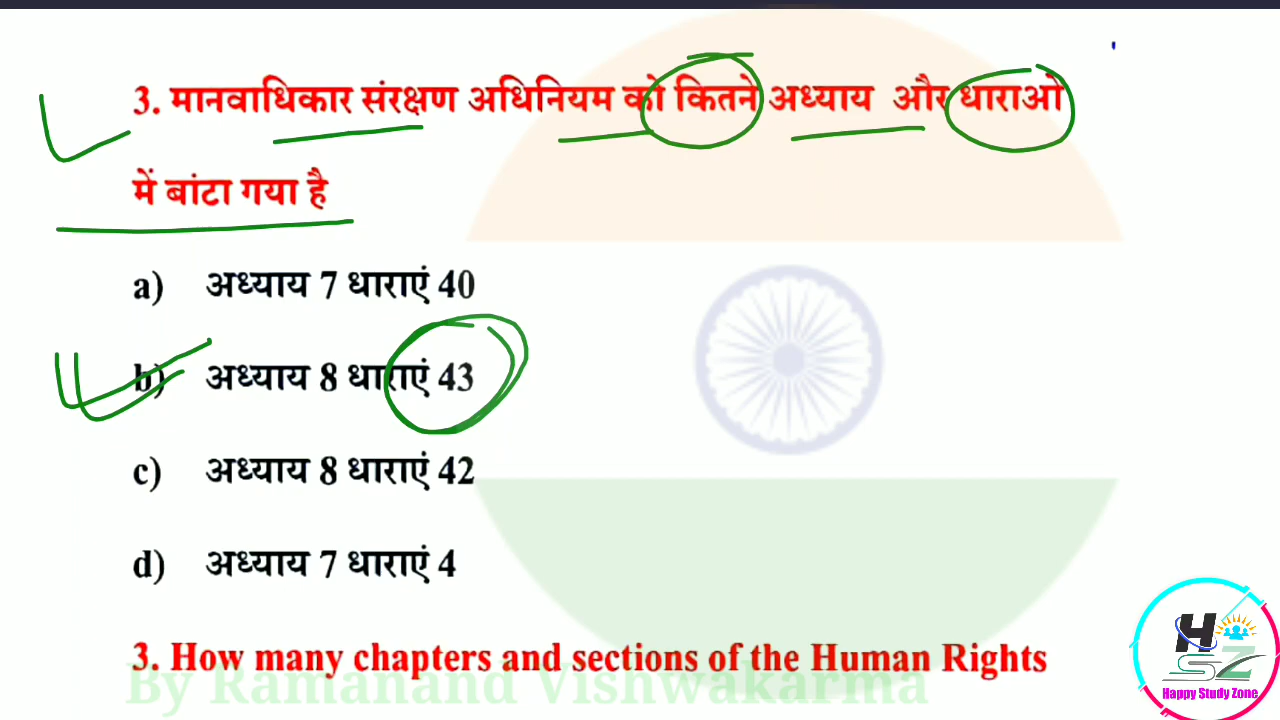 3. मानवाधिकार संरक्षण अधिनियम को कितने अध्याय और धाराओ
में बांटा गया है
a) अध्याय 7 धाराएं 40
b) अध्याय 8 धाराएं 43
c) अध्याय 8 धाराएं 42
d) अध्याय 7 धाराएं 4
3. How many chapters and sections of the Human Rights
By Ramanand Vishwakarma
HSZ
Happy Study Zone